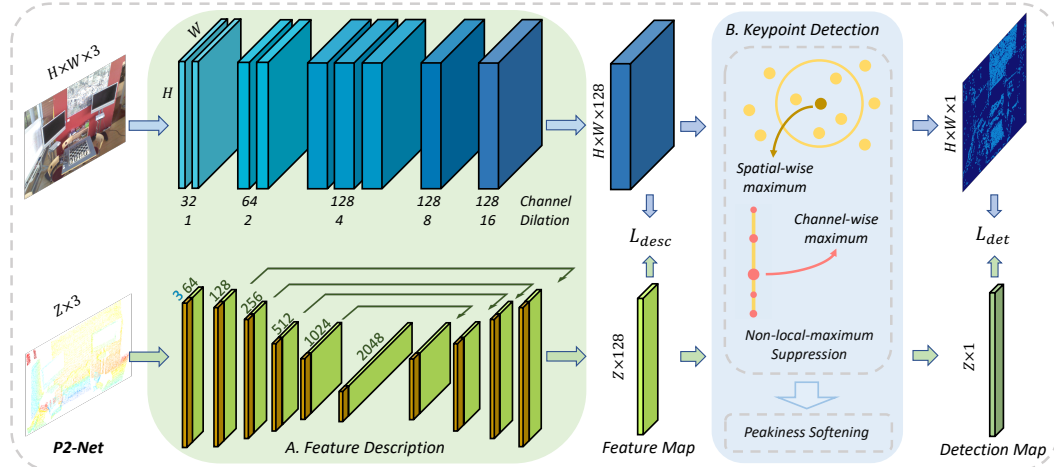 H×W×3
W
H
32 64 128 128 128 Channel
1 2 4 8 16 Dilation
H×W×128
B. Keypoint Detection
Spatial-wise
maximum
Channel-wise
maximum
Non-local-maximum
Suppression
Peakiness Softening
H×W×1
L_desc
L_det
Z×3
3 64 128 256 512 1024 2048
Z×128
Z×1
P2-Net
A. Feature Description
Feature Map
Detection Map